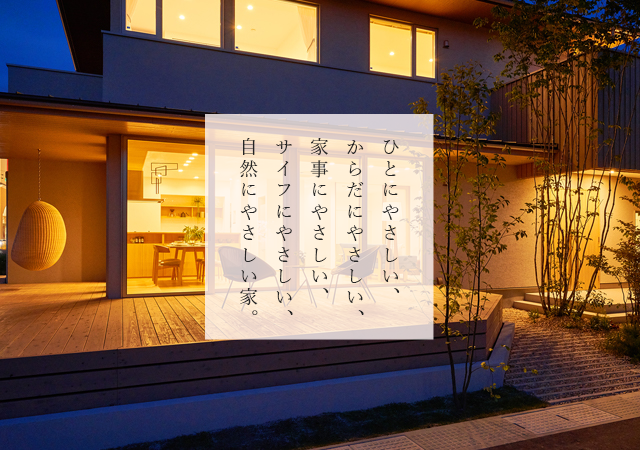 ひとにやさしい、
からだにやさしい、
家事にやさしい、
サイフにやさしい、
自然にやさしい家。